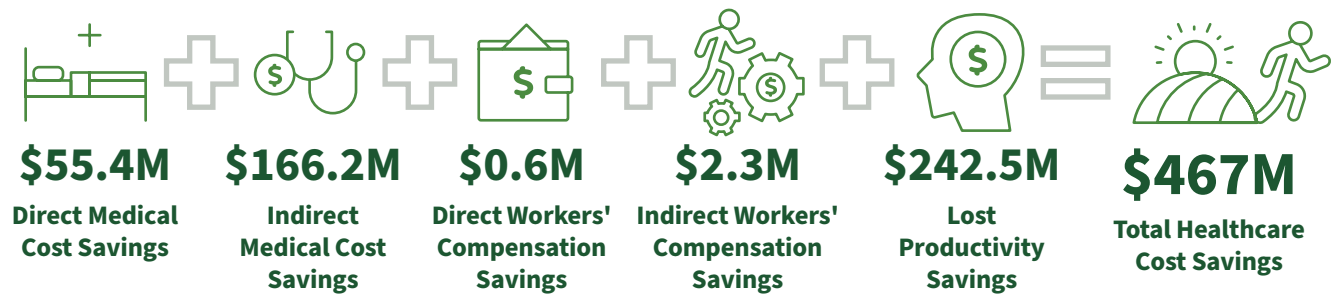 $ $ $ $ $
$55.4M
Direct Medical
Cost Savings
$166.2M
Indirect
Medical Cost
Savings
$0.6M
Direct Workers'
Compensation
Savings
$2.3M
Indirect Workers'
Compensation
Savings
$242.5M
Lost
Productivity
Savings
$467M
Total Healthcare
Cost Savings